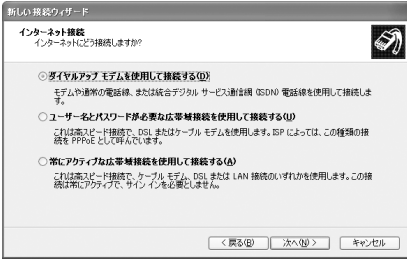 新しい接続ウィザード
インターネット接続
インターネットにどう接続しますか?
ダイヤルアップ モデムを使用して接続する(D)
モデムや通常の電話線、または統合デジタル サービス通信網 (ISDN) 電話線を使用して接続しま
す。
ユーザー名とパスワードが必要な広帯域接続を使用して接続する(U)
これは高スピード接続で、DSL またはケーブル モデムを使用します。ISP によっては、この種類の接
続を PPPoE として呼んでいます。
常にアクティブな広帯域接続を使用して接続する(A)
これは高スピード接続で、ケーブル モデム、DSL または LAN 接続のいずれかを使用します。この接
続は常にアクティブで、サイン インを必要としません。
< 戻る(B)
次へ(N) >
キャンセル